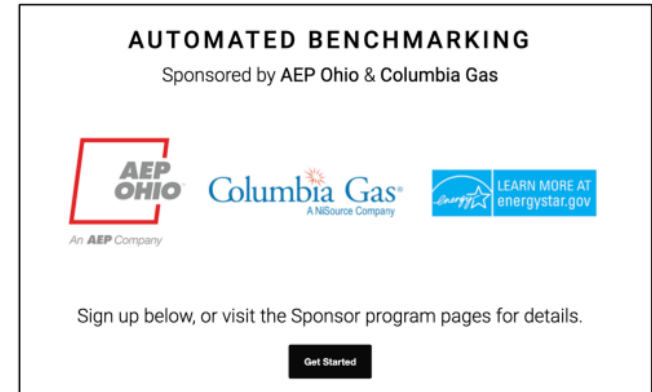 AUTOMATED BENCHMARKING
Sponsored by AEP Ohio & Columbia Gas
AEP
OHIO
An AEP Company
Columbia Gas®
A NiSource Company
energy
LEARN MORE AT
energystar.gov
Sign up below, or visit the Sponsor program pages for details.
Get Started